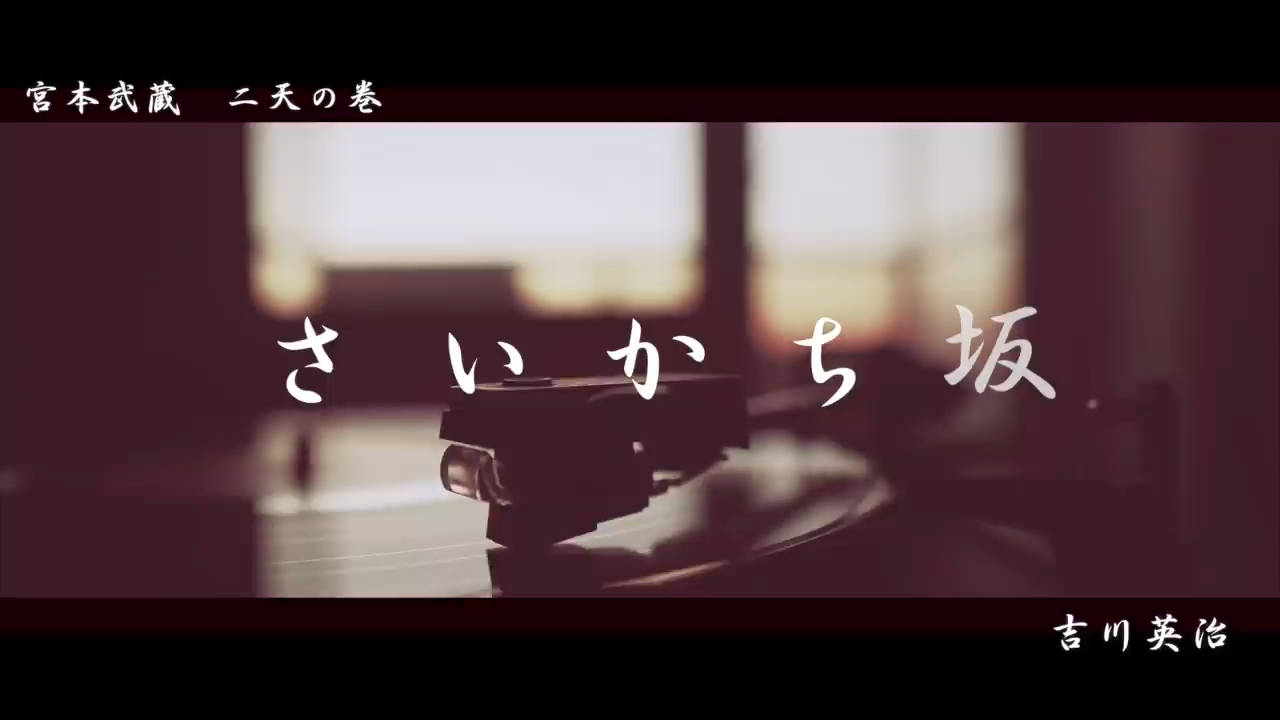 宮本武蔵　二天の巻
さいかち坂
吉川英治